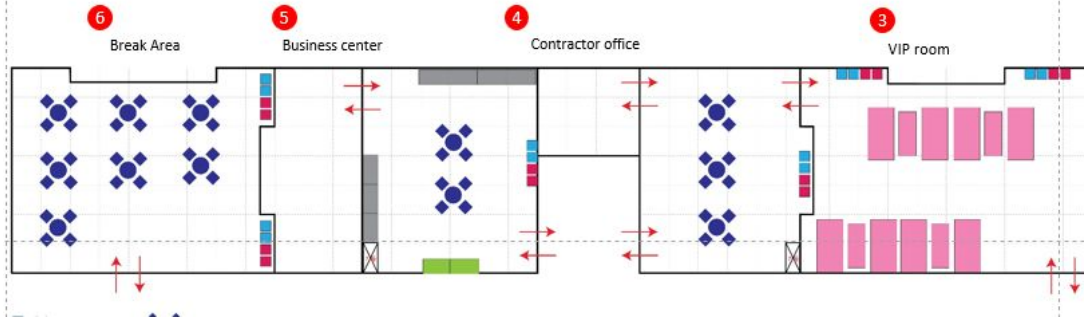 6
5
4
3
Break Area
Business center
Contractor office
VIP room